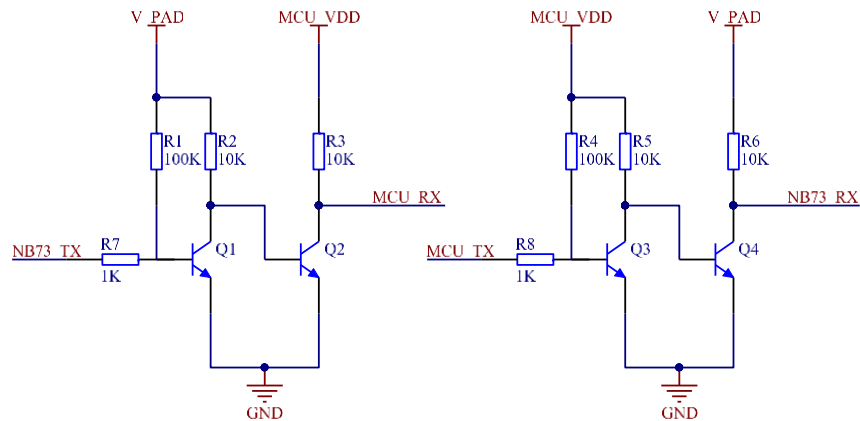 V_PAD
MCU_VDD
MCU_VDD
V_PAD
R1
100K
R2
10K
R3
10K
R4
100K
R5
10K
R6
10K
MCU_RX
NB73_RX
NB73_TX
R7
1K
Q1
Q2
MCU_TX
R8
1K
Q3
Q4
GND
GND